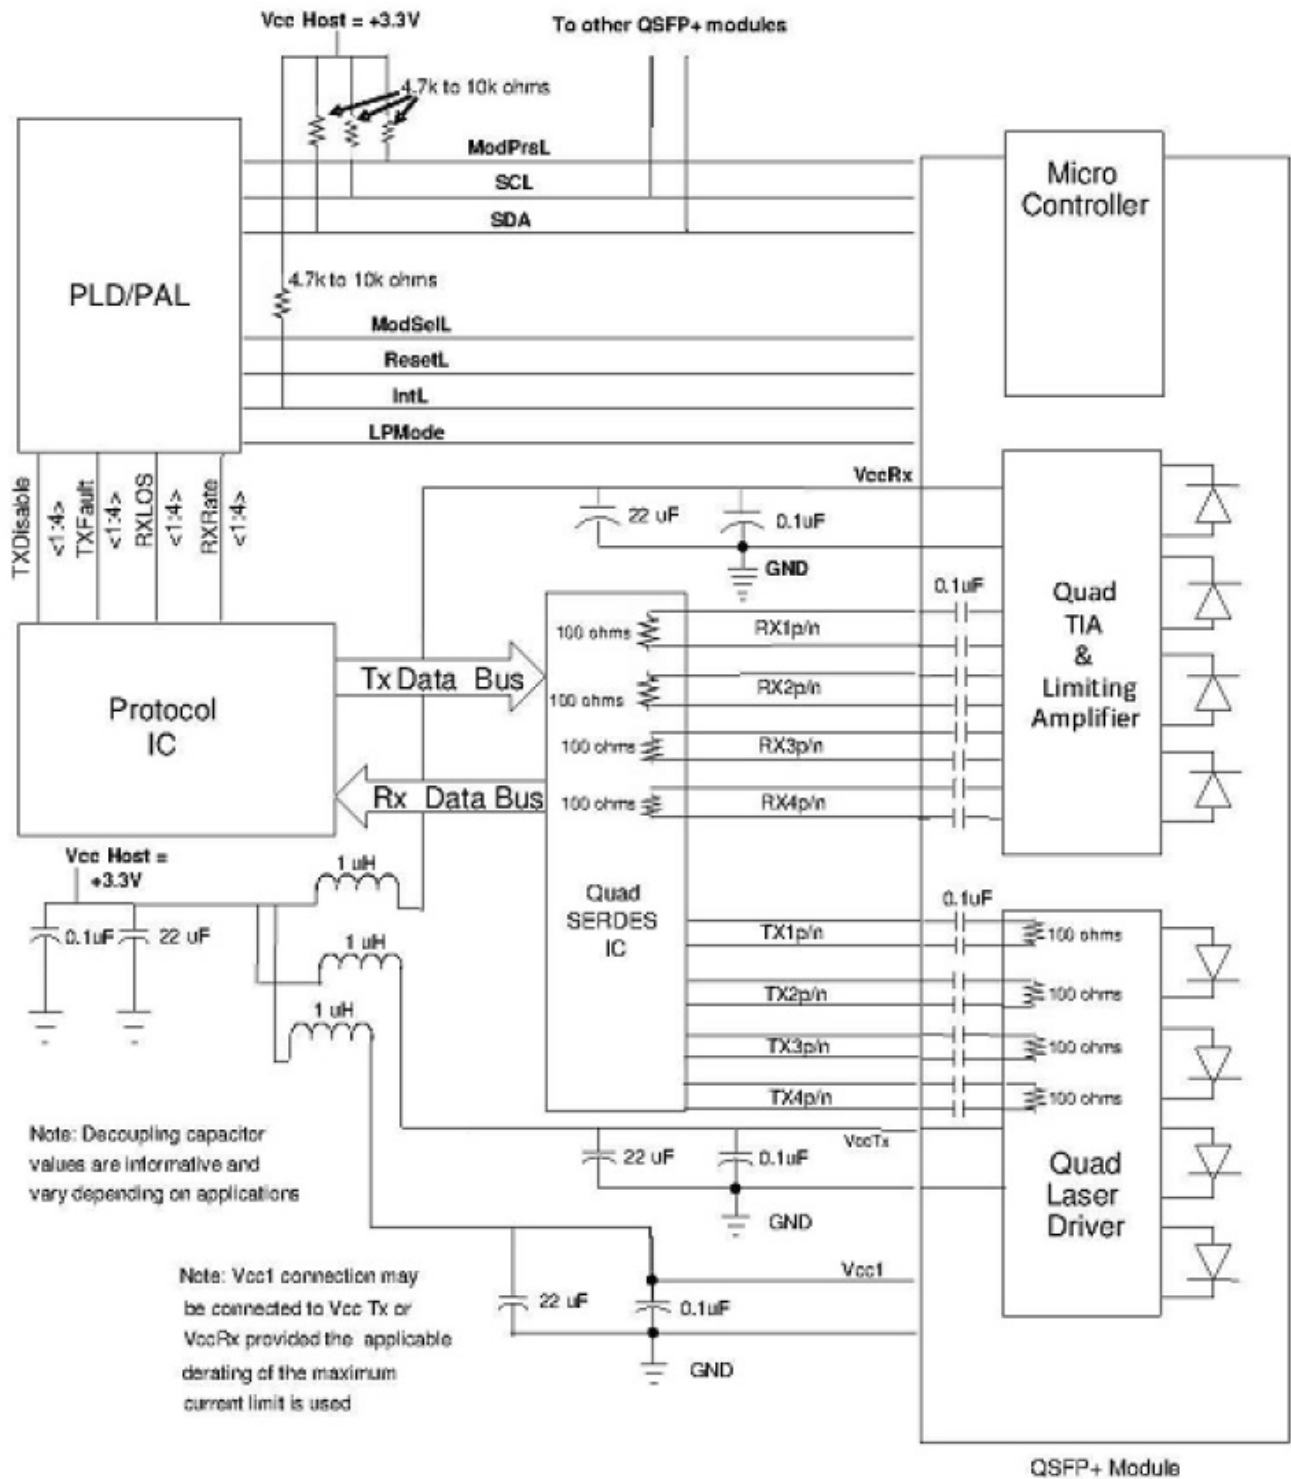 Vcc Host = +3.3V
To other QSFP+ modules
4.7k to 10k ohms
ModPrsL
SCL
SDA
Micro
Controller
PLD/PAL
4.7k to 10k ohms
ModSelL
ResetL
IntL
LPMode
TXDisable
<1:4>
TXFault
<1:4>
RXLOS
<1:4>
RXRate
<1:4>
VccRx
22 uF
0.1uF
GND
0.1uF
Quad
TIA
&
Limiting
Amplifier
100 ohms
RX1p/n
100 ohms
RX2p/n
100 ohms
RX3p/n
100 ohms
RX4p/n
Tx Data Bus
Protocol
IC
Rx Data Bus
Vcc Host =
+3.3V
1 uH
0.1uF
22 uF
1 uH
1 uH
Quad
SERDES
IC
0.1uF
TX1p/n
100 ohms
TX2p/n
100 ohms
TX3p/n
100 ohms
TX4p/n
100 ohms
VccTx
22 uF
0.1uF
GND
Quad
Laser
Driver
Note: Decoupling capacitor
values are informative and
vary depending on applications
Note: Vcc1 connection may
be connected to Vcc Tx or
VccRx provided the applicable
derating of the maximum
current limit is used
Vcc1
22 uF
0.1uF
GND
QSFP+ Module